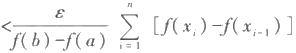 < ε / f(b)−f(a) n ∑ i=1 [f(x_i)−f(x_{i−1})]